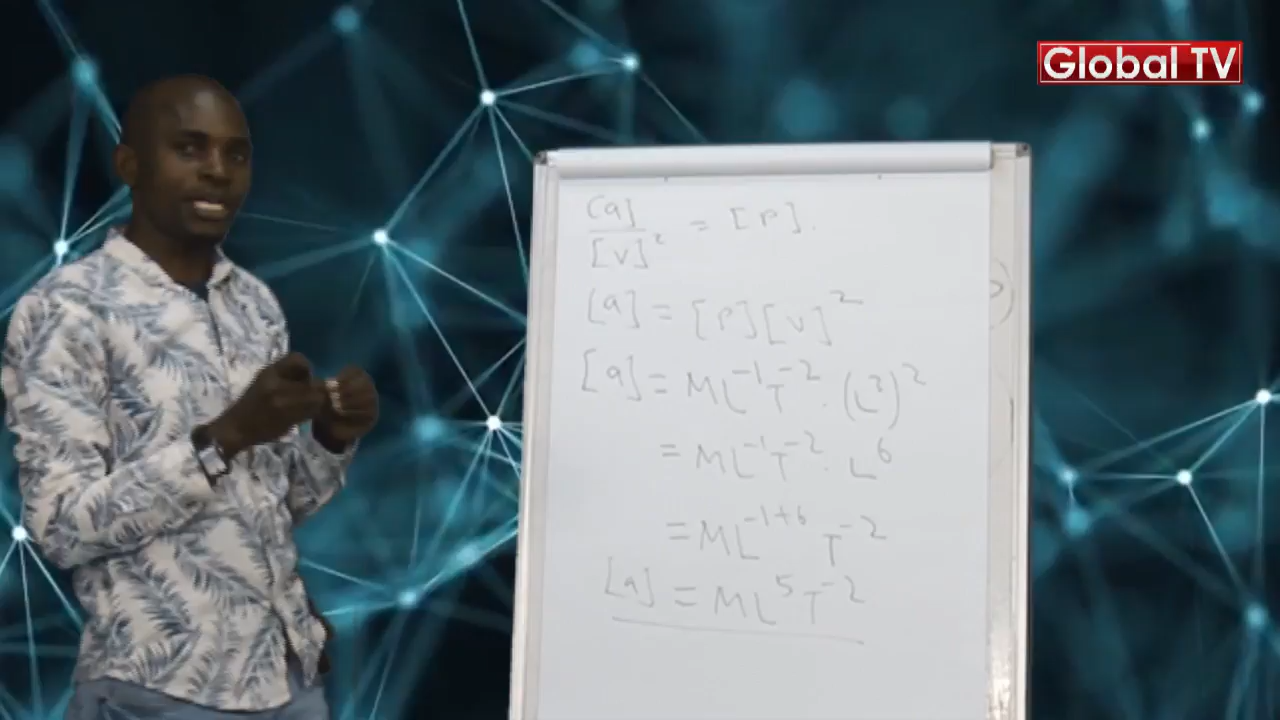 Global TV
[a]/[v]² = [P].
[a] = [P][v]²
[a] = ML⁻¹T⁻² · (L³)²
= ML⁻¹T⁻² · L⁶
= ML⁻¹⁺⁶ T⁻²
[a] = ML⁵T⁻²